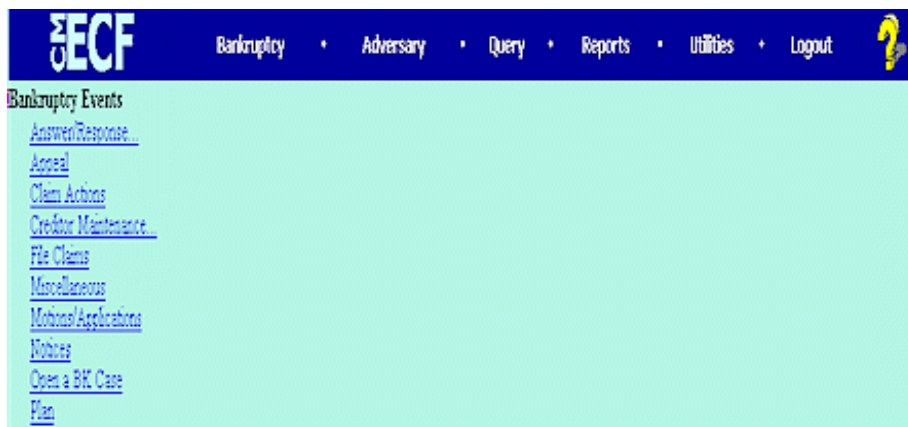 CM ECF Bankruptcy • Adversary • Query • Reports • Utilities • Logout ?
Bankruptcy Events
Answer/Response...
Appeal
Claim Actions
Creditor Maintenance...
File Claims
Miscellaneous
Motions/Applications
Notices
Open a BK Case
Plan